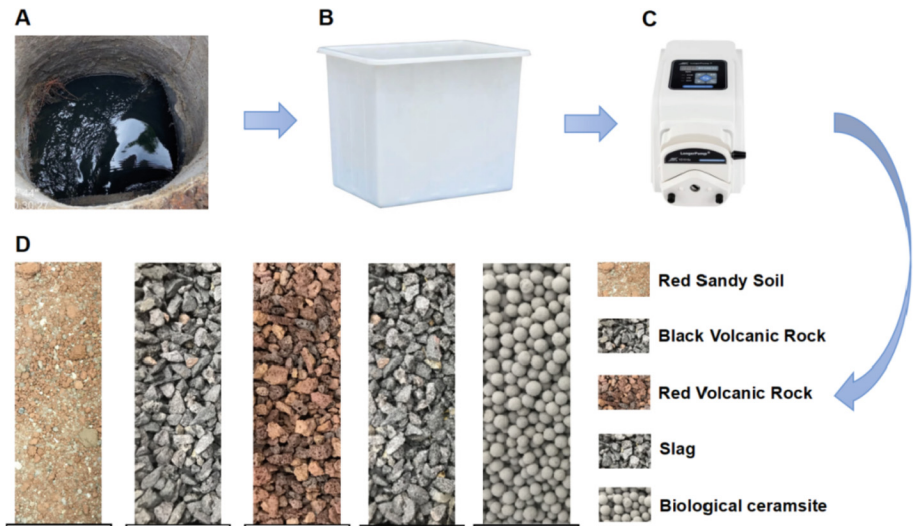 A
B
C
D
Red Sandy Soil
Black Volcanic Rock
Red Volcanic Rock
Slag
Biological ceramsite